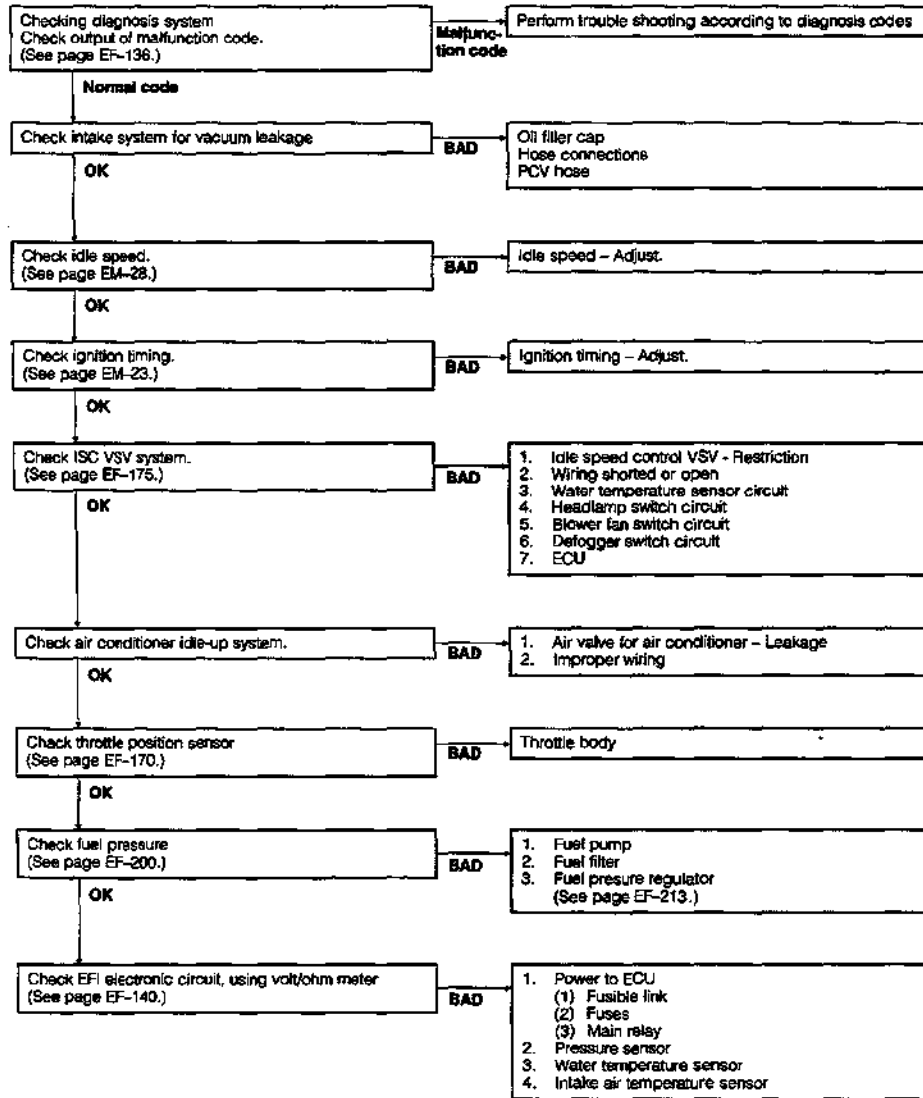 Checking diagnosis system
Check output of malfunction code.
(See page EF-136.)
Malfunc-
tion code
Perform trouble shooting according to diagnosis codes
Normal code
Check intake system for vacuum leakage
BAD
Oil filler cap
Hose connections
PCV hose
OK
Check idle speed.
(See page EM-28.)
BAD
Idle speed – Adjust.
OK
Check ignition timing.
(See page EM-23.)
BAD
Ignition timing – Adjust.
OK
Check ISC VSV system.
(See page EF-175.)
BAD
1. Idle speed control VSV - Restriction
2. Wiring shorted or open
3. Water temperature sensor circuit
4. Headlamp switch circuit
5. Blower fan switch circuit
6. Defogger switch circuit
7. ECU
OK
Check air conditioner idle-up system.
BAD
1. Air valve for air conditioner – Leakage
2. Improper wiring
OK
Chack throttle position sensor
(See page EF-170.)
BAD
Throttle body
OK
Check fuel pressure
(See page EF-200.)
BAD
1. Fuel pump
2. Fuel filter
3. Fuel presure regulator
(See page EF-213.)
OK
Check EFI electronic circuit, using volt/ohm meter
(See page EF-140.)
BAD
1. Power to ECU
(1) Fusible link
(2) Fuses
(3) Main relay
2. Pressure sensor
3. Water temperature sensor
4. Intake air temperature sensor